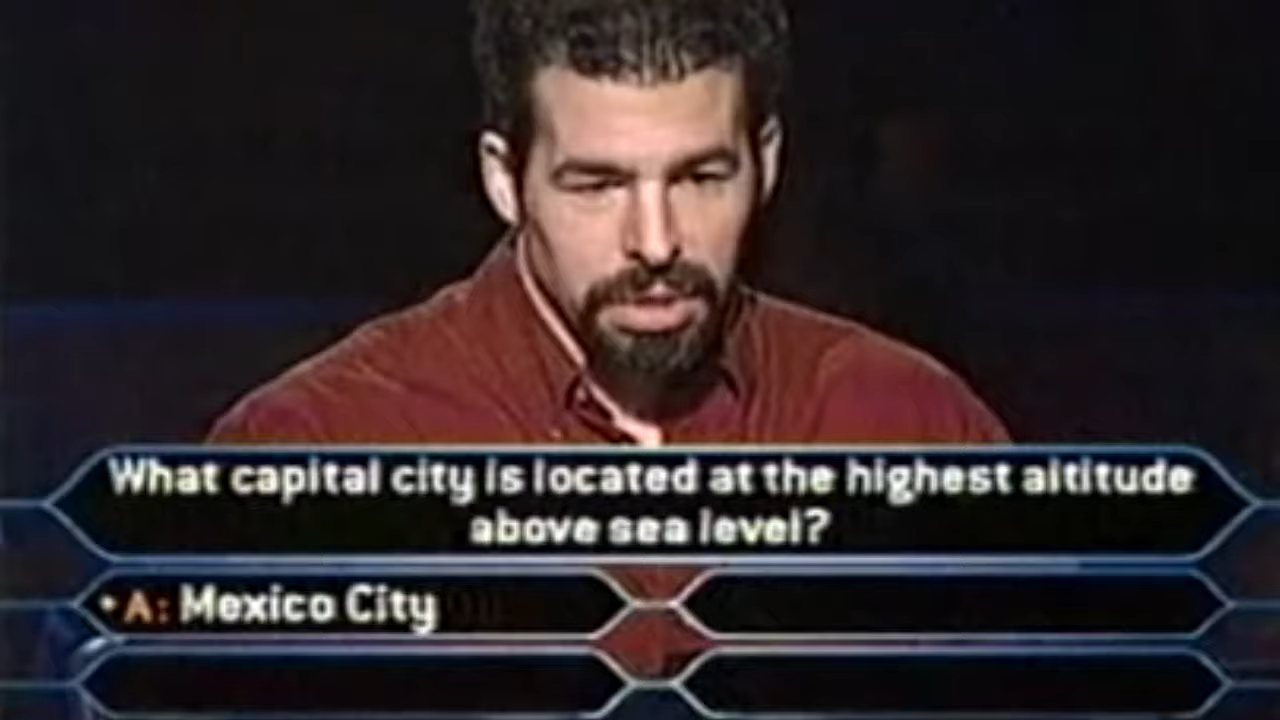 What capital city is located at the highest altitude
above sea level?
A: Mexico City